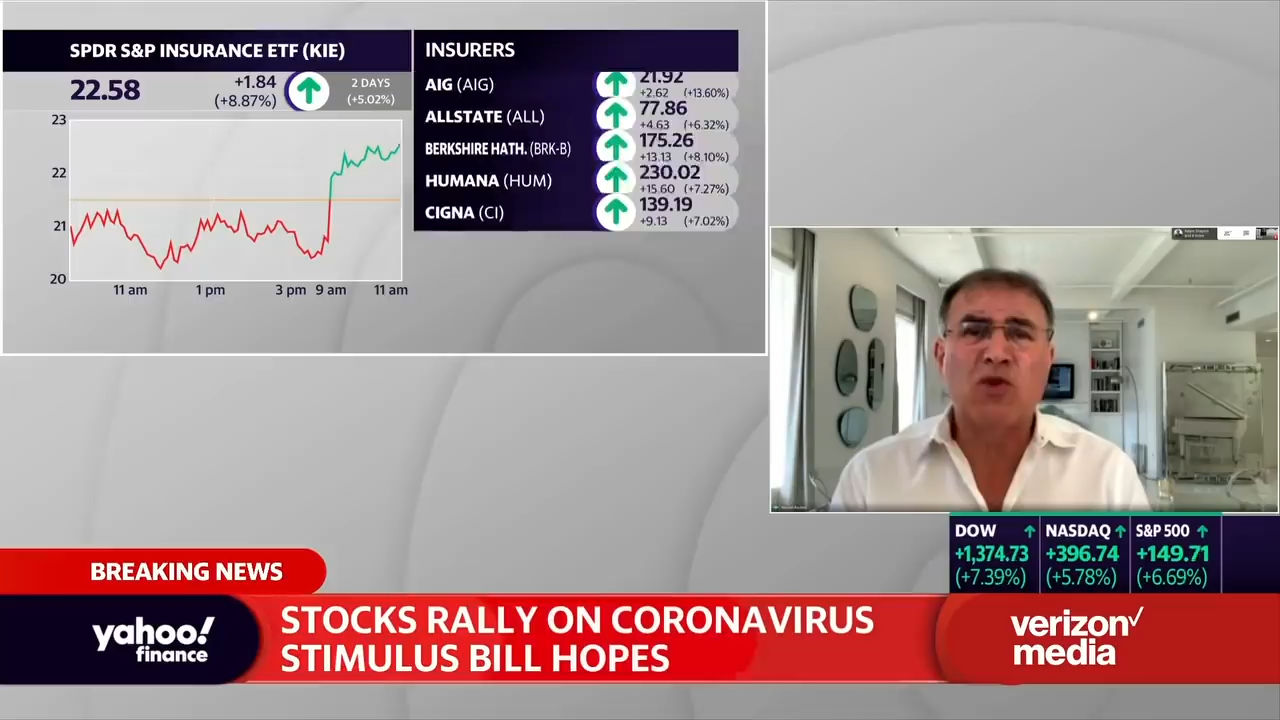 SPDR S&P INSURANCE ETF (KIE)
22.58
+1.84
(+8.87%)
2 DAYS
(+5.02%)
23
22
21
20
11 am
1 pm
3 pm
9 am
11 am
INSURERS
AIG (AIG)
21.92
+2.62 (+13.60%)
ALLSTATE (ALL)
77.86
+4.63 (+6.32%)
BERKSHIRE HATH. (BRK-B)
175.26
+13.13 (+8.10%)
HUMANA (HUM)
230.02
+15.60 (+7.27%)
CIGNA (CI)
139.19
+9.13 (+7.02%)
DOW
+1,374.73
(+7.39%)
NASDAQ
+396.74
(+5.78%)
S&P 500
+149.71
(+6.69%)
BREAKING NEWS
yahoo!
finance
STOCKS RALLY ON CORONAVIRUS
STIMULUS BILL HOPES
verizon✓
media